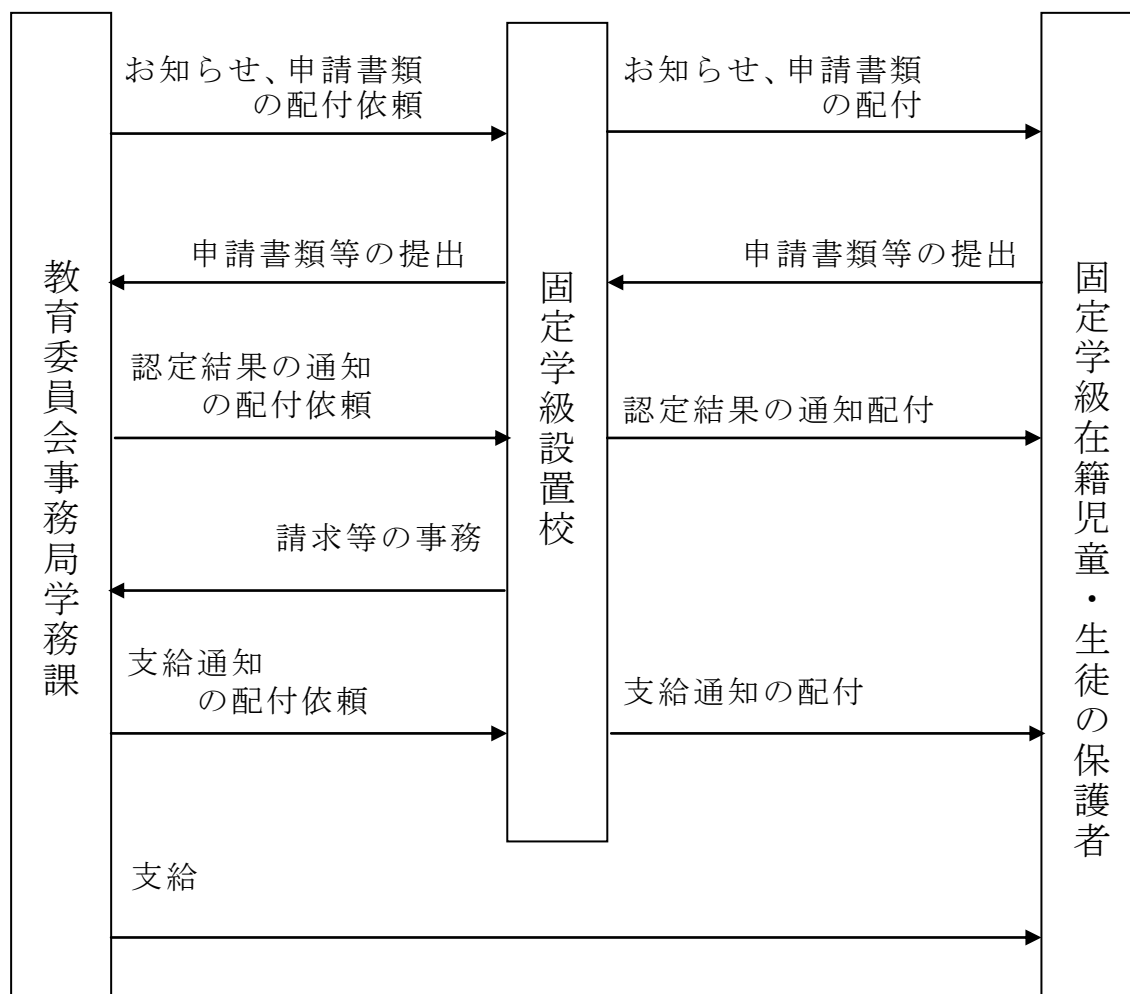 教育委員会事務局学務課
固定学級設置校
固定学級在籍児童・生徒の保護者
お知らせ、申請書類
の配付依頼
お知らせ、申請書類
の配付
申請書類等の提出
申請書類等の提出
認定結果の通知
の配付依頼
認定結果の通知配付
請求等の事務
支給通知
の配付依頼
支給通知の配付
支給